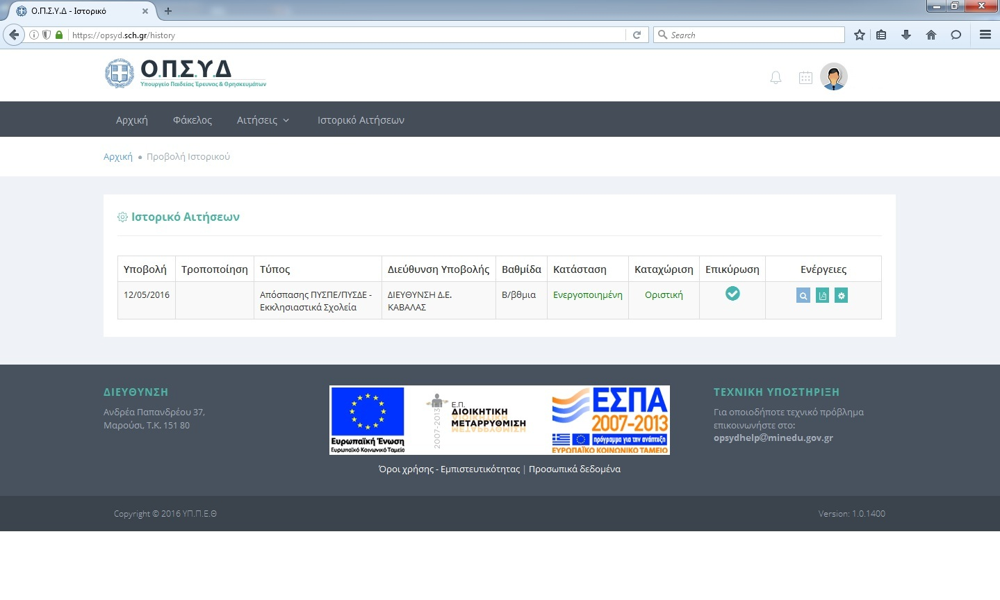 Ο.Π.Σ.Υ.Δ - Ιστορικό
https://opsyd.sch.gr/history
Search
Ο.Π.Σ.Υ.Δ
Υπουργείο Παιδείας Έρευνας & Θρησκευμάτων
Αρχική Φάκελος Αιτήσεις Ιστορικό Αιτήσεων
Αρχική Προβολή Ιστορικού
Ιστορικό Αιτήσεων
Υποβολή Τροποποίηση Τύπος Διεύθυνση Υποβολής Βαθμίδα Κατάσταση Καταχώριση Επικύρωση Ενέργειες
12/05/2016 Απόσπασης ΠΥΣΠΕ/ΠΥΣΔΕ - ΔΙΕΥΘΥΝΣΗ Δ.Ε. Β/βθμια Ενεργοποιημένη Οριστική
Εκκλησιαστικά Σχολεία ΚΑΒΑΛΑΣ
ΔΙΕΥΘΥΝΣΗ
Ανδρέα Παπανδρέου 37,
Μαρούσι, Τ.Κ. 151 80
Ευρωπαϊκή Ένωση
Ευρωπαϊκό Κοινωνικό Ταμείο
2007-2013
Ε.Π.
ΔΙΟΙΚΗΤΙΚΗ
ΜΕΤΑΡΡΥΘΜΙΣΗ
ΕΣΠΑ
2007-2013
πρόγραμμα για την ανάπτυξη
ΕΥΡΩΠΑΪΚΟ ΚΟΙΝΩΝΙΚΟ ΤΑΜΕΙΟ
Όροι χρήσης - Εμπιστευτικότητας | Προσωπικά δεδομένα
ΤΕΧΝΙΚΗ ΥΠΟΣΤΗΡΙΞΗ
Για οποιοδήποτε τεχνικό πρόβλημα
επικοινωνήστε στο:
opsydhelp@minedu.gov.gr
Copyright © 2016 ΥΠ.Π.Ε.Θ
Version: 1.0.1400